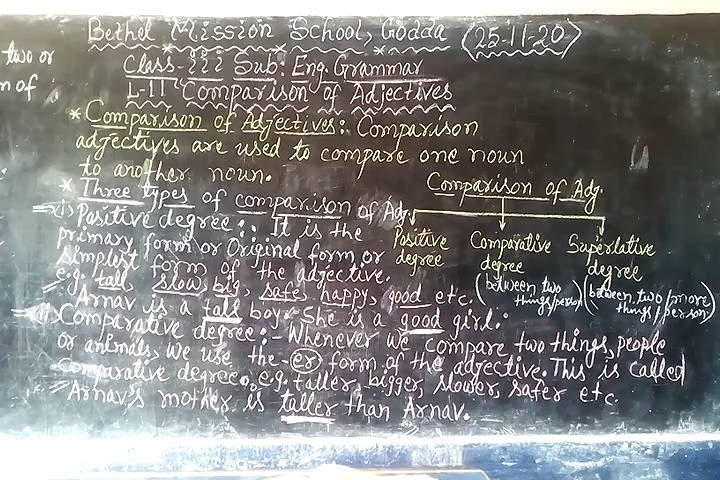 Bethel Mission School, Godda (25-11-20)
two or
Class-iii Sub: Eng. Grammar
n of
L-11 Comparison of Adjectives
* Comparison of Adjectives: Comparison
adjectives are used to compare one noun
to another noun.
* Three types of comparison of Adj.
i) Positive degree:: It is the
primary form or Original form or
simplest form of the adjective.
e.g. tall, slow, big, safe, happy, good etc.
Arnav is a tall boy. She is a good girl.
Comparison of Adj.
Positive degree
Comparative degree
(between two things/person)
Superlative degree
(between two/more things/person)
ii) Comparative degree:- Whenever we compare two things, people
or animals, we use the er form of the adjective. This is called
comparative degree. e.g. taller, bigger, slower, safer etc.
Arnav's mother is taller than Arnav.